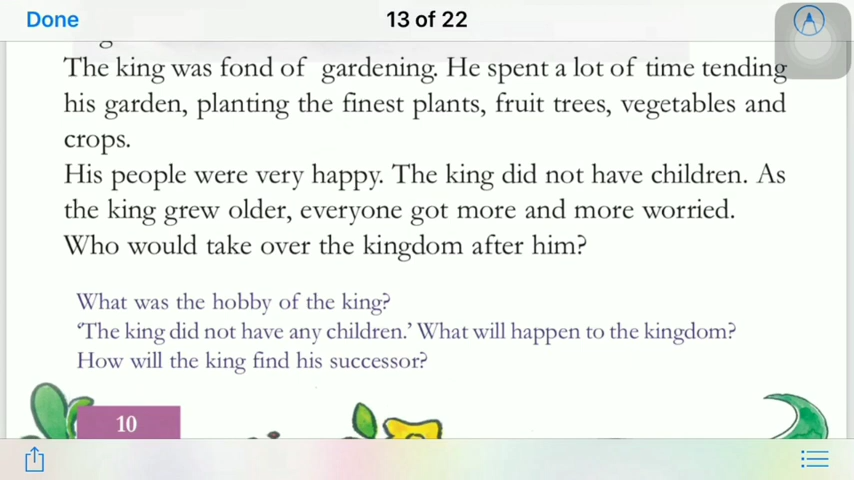 Done
13 of 22
The king was fond of gardening. He spent a lot of time tending
his garden, planting the finest plants, fruit trees, vegetables and
crops.
His people were very happy. The king did not have children. As
the king grew older, everyone got more and more worried.
Who would take over the kingdom after him?
What was the hobby of the king?
‘The king did not have any children.’ What will happen to the kingdom?
How will the king find his successor?
10